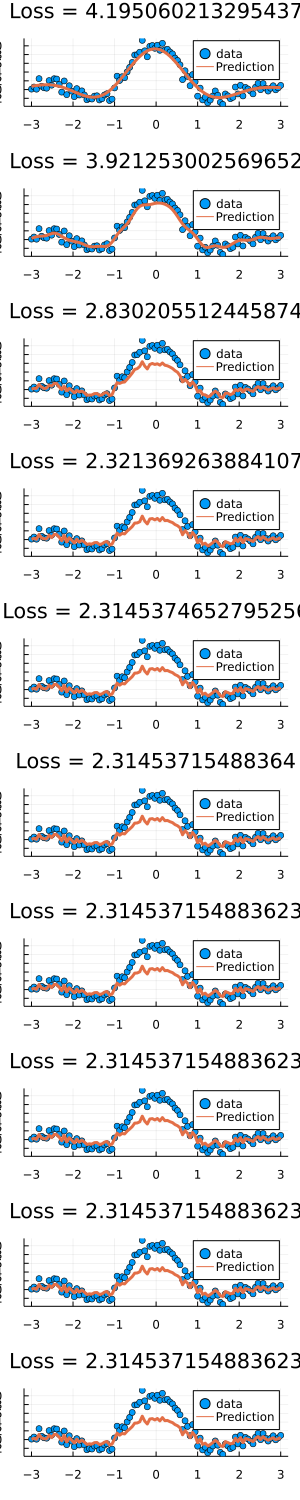 Loss = 4.195060213295437
data
Prediction
−3 −2 −1 0 1 2 3
Loss = 3.921253002569652
data
Prediction
−3 −2 −1 0 1 2 3
Loss = 2.830205512445874
data
Prediction
−3 −2 −1 0 1 2 3
Loss = 2.321369263884107
data
Prediction
−3 −2 −1 0 1 2 3
Loss = 2.3145374652795256
data
Prediction
−3 −2 −1 0 1 2 3
Loss = 2.31453715488364
data
Prediction
−3 −2 −1 0 1 2 3
Loss = 2.314537154883623
data
Prediction
−3 −2 −1 0 1 2 3
Loss = 2.314537154883623
data
Prediction
−3 −2 −1 0 1 2 3
Loss = 2.314537154883623
data
Prediction
−3 −2 −1 0 1 2 3
Loss = 2.314537154883623
data
Prediction
−3 −2 −1 0 1 2 3